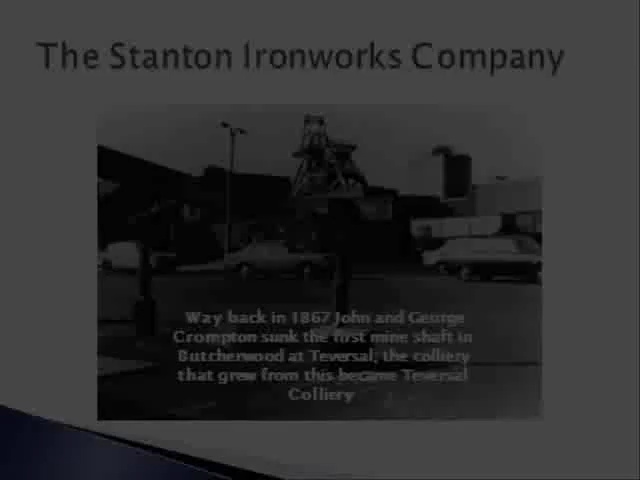 The Stanton Ironworks Company
Way back in 1867 John and George
Crompton sunk the first mine shaft in
Butcherwood at Teversal, the colliery
that grew from this became Teversal
Colliery